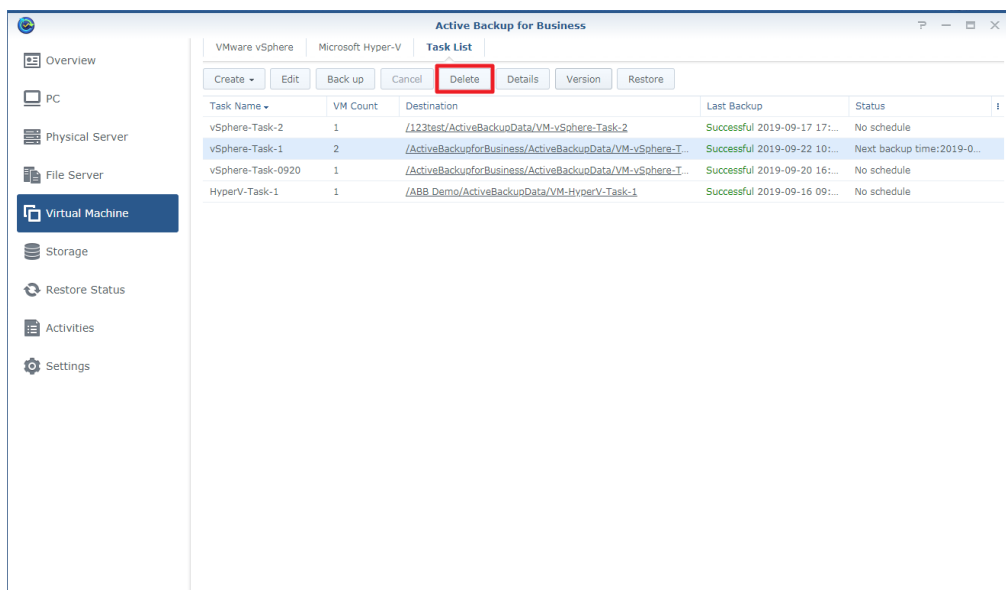 Active Backup for Business
Overview
PC
Physical Server
File Server
Virtual Machine
Storage
Restore Status
Activities
Settings
VMware vSphere Microsoft Hyper-V Task List
Create Edit Back up Cancel Delete Details Version Restore
Task Name VM Count Destination Last Backup Status
vSphere-Task-2 1 /123test/ActiveBackupData/VM-vSphere-Task-2 Successful 2019-09-17 17:... No schedule
vSphere-Task-1 2 /ActiveBackupforBusiness/ActiveBackupData/VM-vSphere-T... Successful 2019-09-22 10:... Next backup time:2019-0...
vSphere-Task-0920 1 /ActiveBackupforBusiness/ActiveBackupData/VM-vSphere-T... Successful 2019-09-20 16:... No schedule
HyperV-Task-1 1 /ABB Demo/ActiveBackupData/VM-HyperV-Task-1 Successful 2019-09-16 09:... No schedule